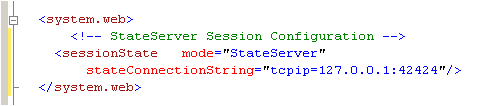 <system.web>
<!-- StateServer Session Configuration -->
<sessionState   mode="StateServer"
stateConnectionString="tcpip=127.0.0.1:42424"/>
</system.web>